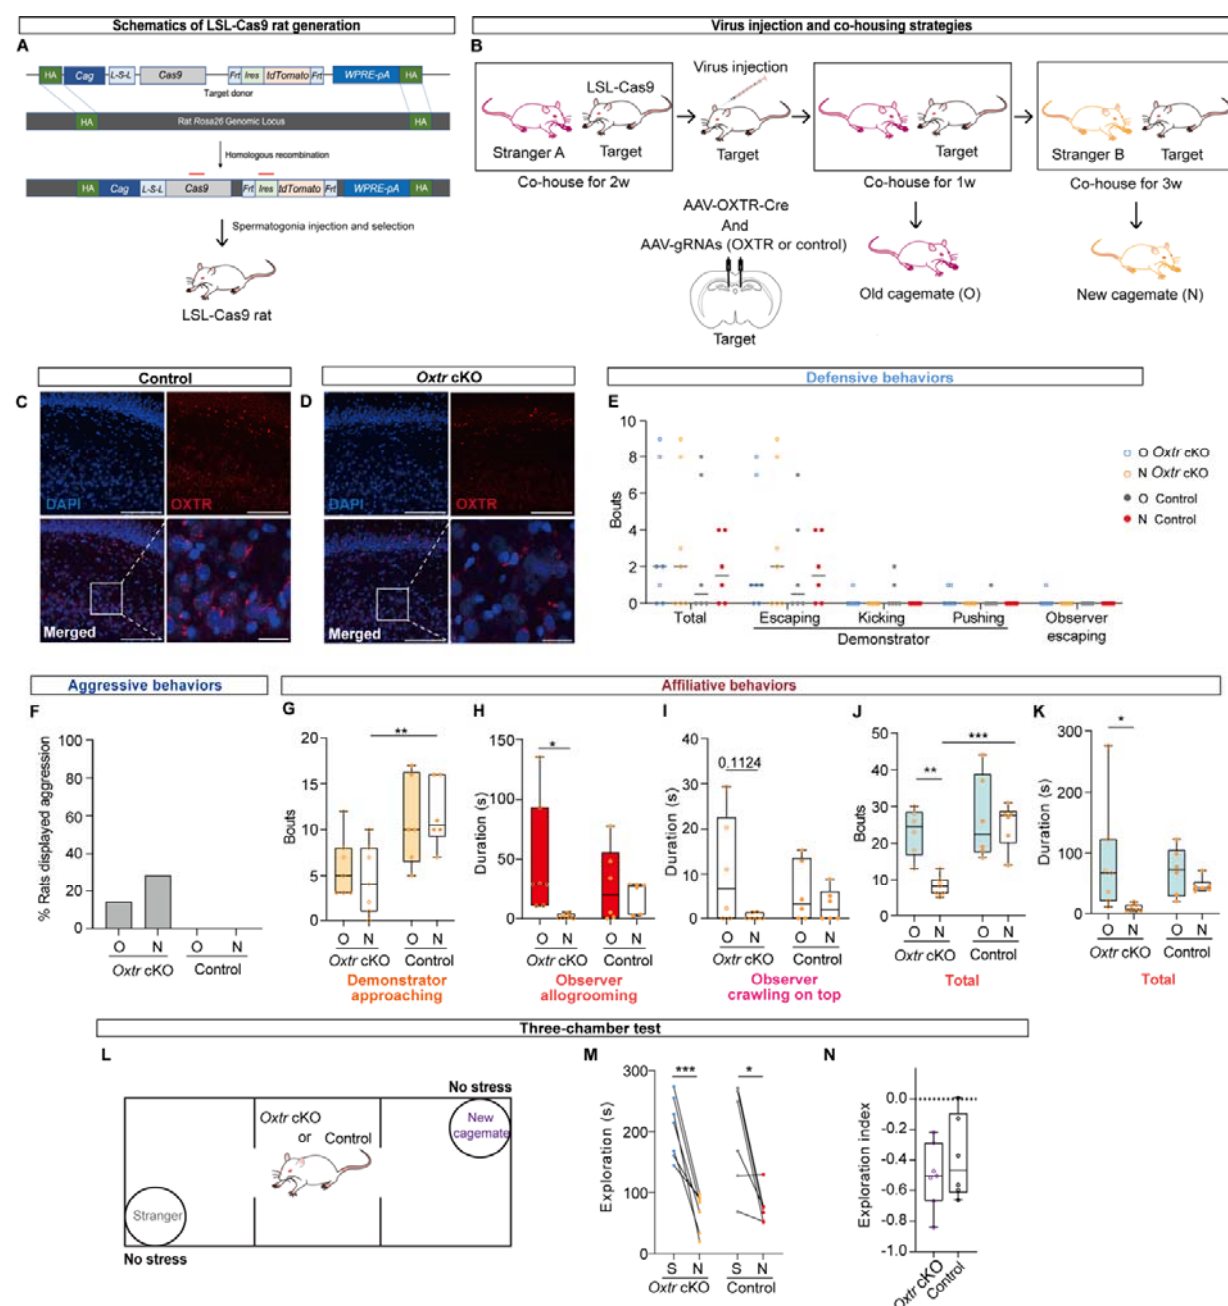 Schematics of LSL-Cas9 rat generation
A
HA Cag L-S-L Cas9 Frt Ires tdTomato Frt WPRE-pA HA
Target donor
HA Rat Rosa26 Genomic Locus HA
Homologous recombination
HA Cag L-S-L Cas9 Frt Ires tdTomato Frt WPRE-pA HA
Spermatogonia injection and selection
LSL-Cas9 rat
Virus injection and co-housing strategies
B
Virus injection
LSL-Cas9
Stranger A Target
Target
Target
Stranger B Target
Co-house for 2w
Co-house for 1w
Co-house for 3w
AAV-OXTR-Cre
And
AAV-gRNAs (OXTR or control)
Target
Old cagemate (O)
New cagemate (N)
Control
C
DAPI
OXTR
Merged
Oxtr cKO
D
DAPI
OXTR
Merged
Defensive behaviors
E
Bouts
10
8
6
4
2
0
Total Escaping Kicking Pushing Observer
escaping
Demonstrator
O Oxtr cKO
N Oxtr cKO
O Control
N Control
Aggressive behaviors
F
% Rats displayed aggression
100
80
60
40
20
0
O N O N
Oxtr cKO Control
Affiliative behaviors
G
Bouts
20
15
10
5
0
**
O N O N
Oxtr cKO Control
Demonstrator
approaching
H
Duration (s)
150
100
50
0
*
O N O N
Oxtr cKO Control
Observer
allogrooming
I
Duration (s)
40
30
20
10
0
0.1124
O N O N
Oxtr cKO Control
Observer
crawling on top
J
Bouts
50
40
30
20
10
0
**
***
O N O N
Oxtr cKO Control
Total
K
Duration (s)
300
200
100
0
*
O N O N
Oxtr cKO Control
Total
Three-chamber test
L
No stress
New
cagemate
Oxtr cKO
or Control
Stranger
No stress
M
Exploration (s)
300
200
100
0
***
*
S N S N
Oxtr cKO Control
N
Exploration index
0.0
-0.2
-0.4
-0.6
-0.8
-1.0
Oxtr cKO
Control